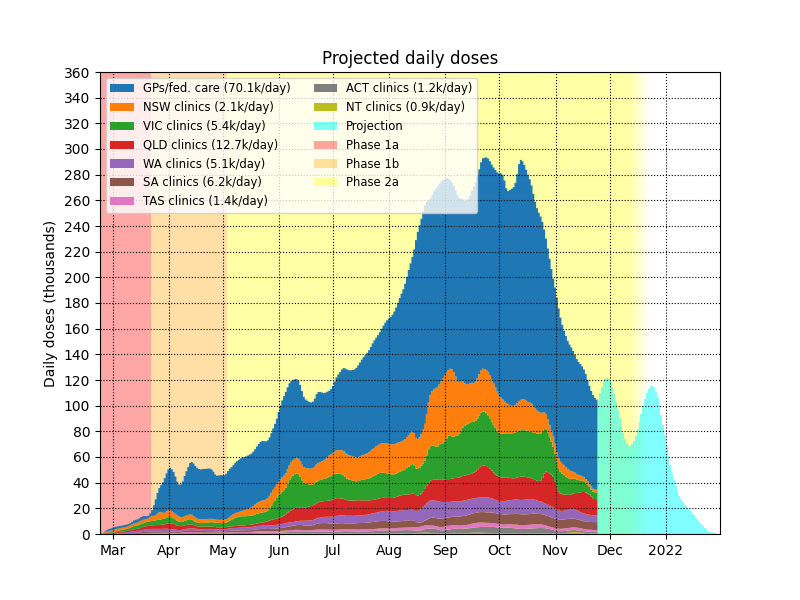 Projected daily doses
Daily doses (thousands)
360
340
320
300
280
260
240
220
200
180
160
140
120
100
80
60
40
20
0
GPs/fed. care (70.1k/day)
NSW clinics (2.1k/day)
VIC clinics (5.4k/day)
QLD clinics (12.7k/day)
WA clinics (5.1k/day)
SA clinics (6.2k/day)
TAS clinics (1.4k/day)
ACT clinics (1.2k/day)
NT clinics (0.9k/day)
Projection
Phase 1a
Phase 1b
Phase 2a
Mar Apr May Jun Jul Aug Sep Oct Nov Dec 2022